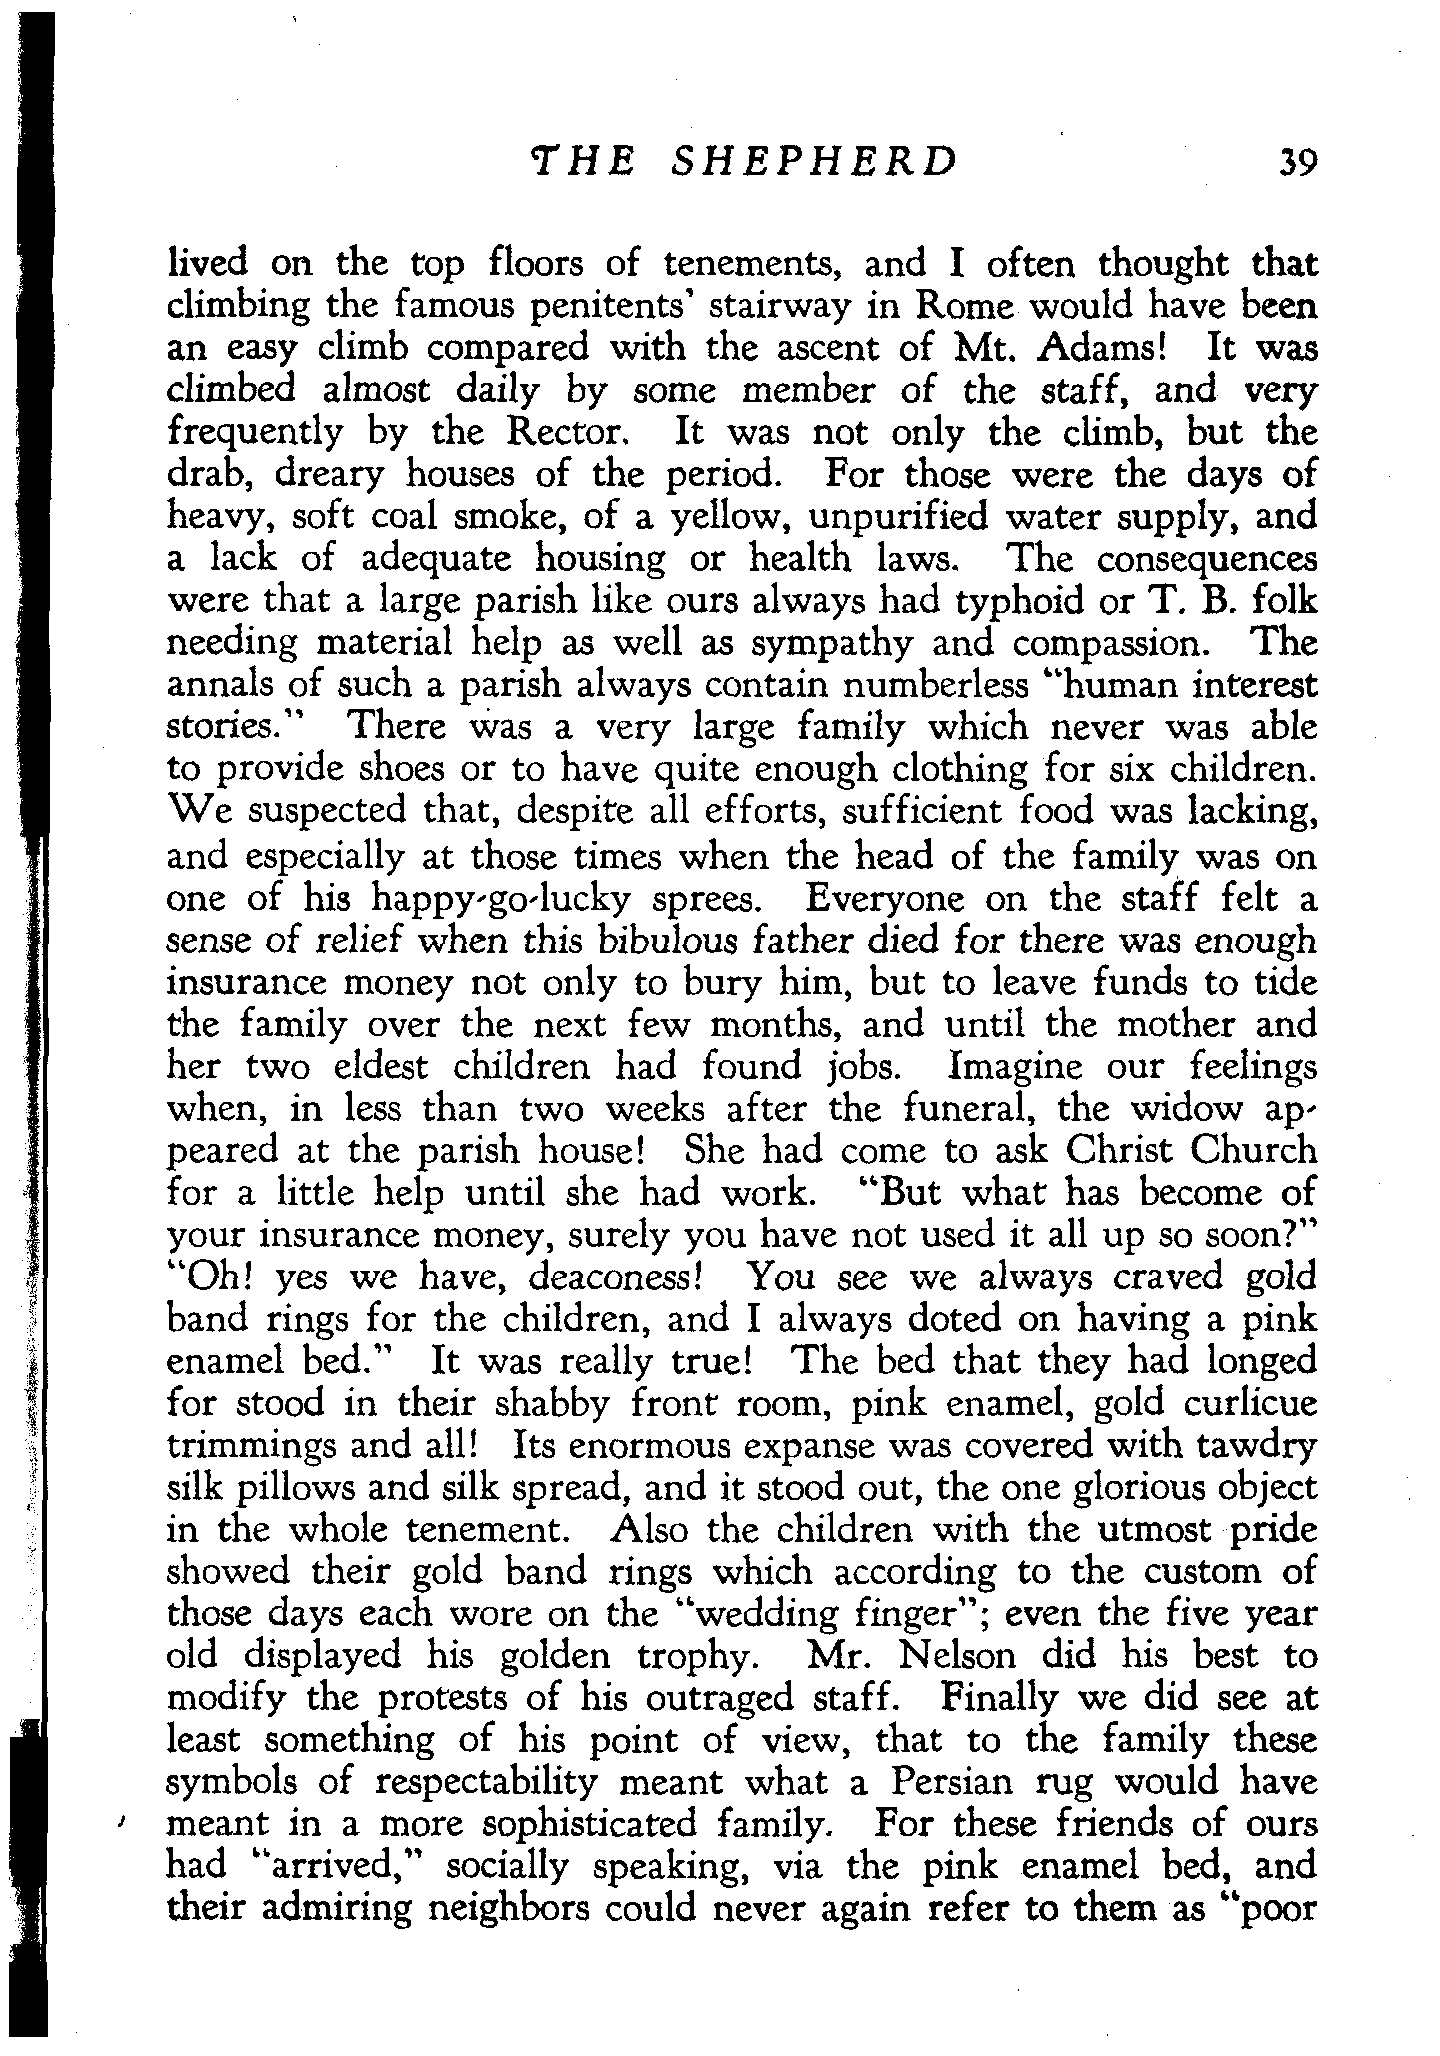 THE SHEPHERD 39
lived on the top floors of tenements, and I often thought that
climbing the famous penitents' stairway in Rome would have been
an easy climb compared with the ascent of Mt. Adams! It was
climbed almost daily by some member of the staff, and very
frequently by the Rector. It was not only the climb, but the
drab, dreary houses of the period. For those were the days of
heavy, soft coal smoke, of a yellow, unpurified water supply, and
a lack of adequate housing or health laws. The consequences
were that a large parish like ours always had typhoid or T. B. folk
needing material help as well as sympathy and compassion. The
annals of such a parish always contain numberless "human interest
stories." There was a very large family which never was able
to provide shoes or to have quite enough clothing for six children.
We suspected that, despite all efforts, sufficient food was lacking,
and especially at those times when the head of the family was on
one of his happy-go-lucky sprees. Everyone on the staff felt a
sense of relief when this bibulous father died for there was enough
insurance money not only to bury him, but to leave funds to tide
the family over the next few months, and until the mother and
her two eldest children had found jobs. Imagine our feelings
when, in less than two weeks after the funeral, the widow ap-
peared at the parish house! She had come to ask Christ Church
for a little help until she had work. "But what has become of
your insurance money, surely you have not used it all up so soon?"
"Oh! yes we have, deaconess! You see we always craved gold
band rings for the children, and I always doted on having a pink
enamel bed." It was really true! The bed that they had longed
for stood in their shabby front room, pink enamel, gold curlicue
trimmings and all! Its enormous expanse was covered with tawdry
silk pillows and silk spread, and it stood out, the one glorious object
in the whole tenement. Also the children with the utmost pride
showed their gold band rings which according to the custom of
those days each wore on the "wedding finger"; even the five year
old displayed his golden trophy. Mr. Nelson did his best to
modify the protests of his outraged staff. Finally we did see at
least something of his point of view, that to the family these
symbols of respectability meant what a Persian rug would have
meant in a more sophisticated family. For these friends of ours
had "arrived," socially speaking, via the pink enamel bed, and
their admiring neighbors could never again refer to them as "poor